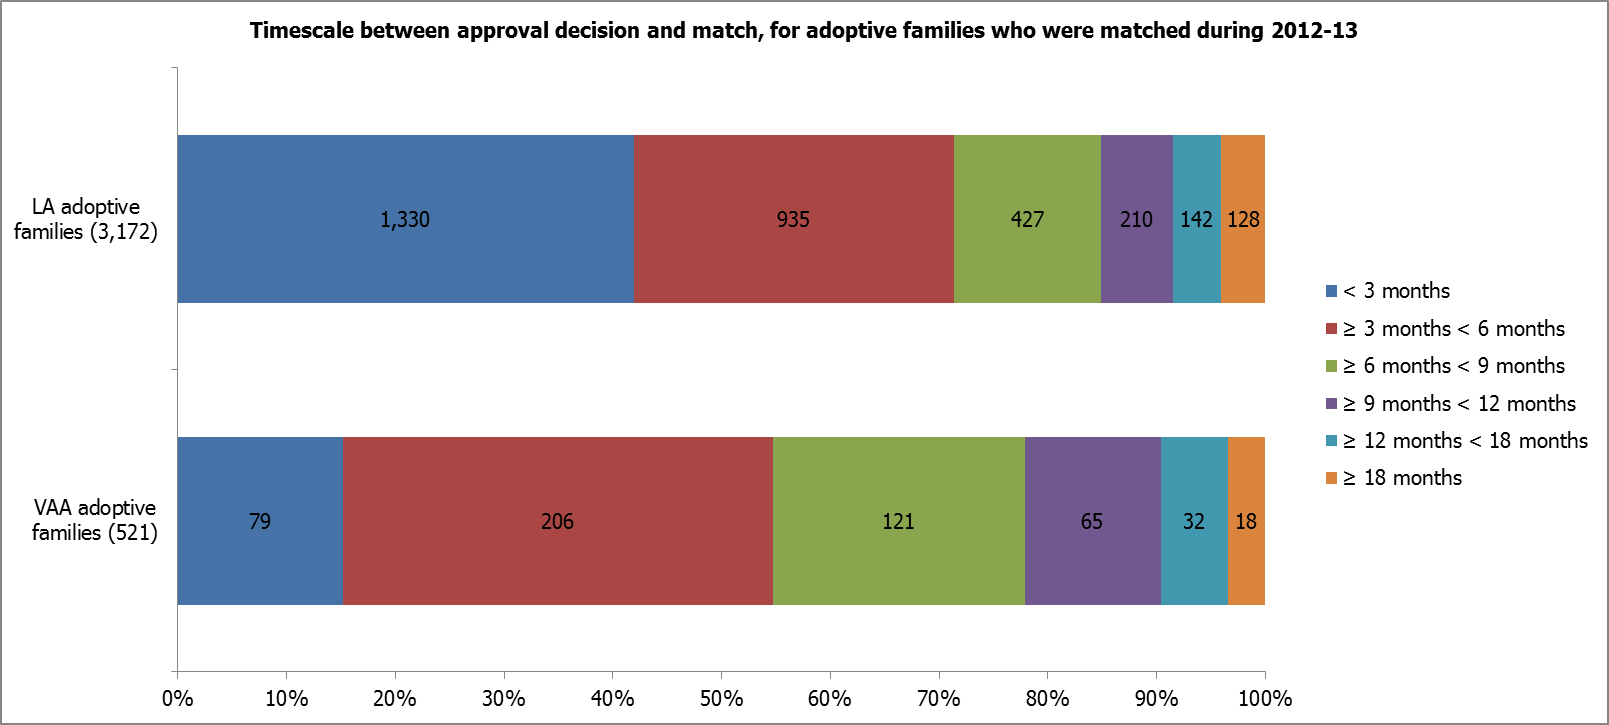 Timescale between approval decision and match, for adoptive families who were matched during 2012-13
LA adoptive
families (3,172)
1,330 935 427 210 142 128
VAA adoptive
families (521)
79 206 121 65 32 18
0% 10% 20% 30% 40% 50% 60% 70% 80% 90% 100%
< 3 months
≥ 3 months < 6 months
≥ 6 months < 9 months
≥ 9 months < 12 months
≥ 12 months < 18 months
≥ 18 months